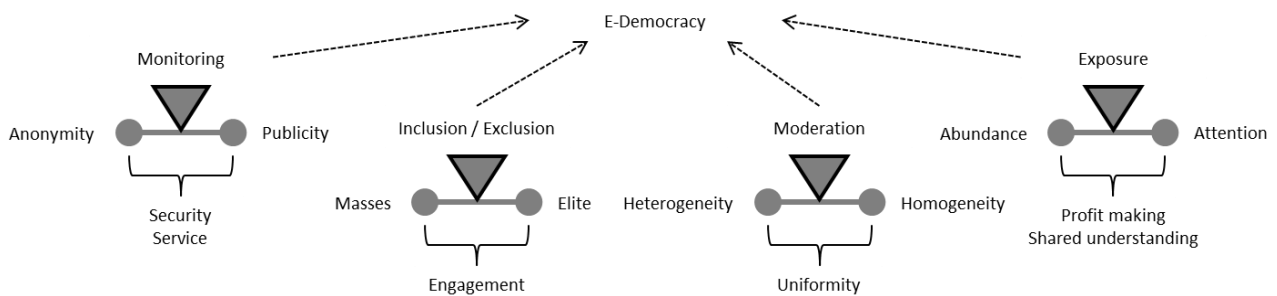 E-Democracy
Monitoring
Anonymity
Publicity
Security
Service
Inclusion / Exclusion
Masses
Elite
Engagement
Moderation
Heterogeneity
Homogeneity
Uniformity
Exposure
Abundance
Attention
Profit making
Shared understanding